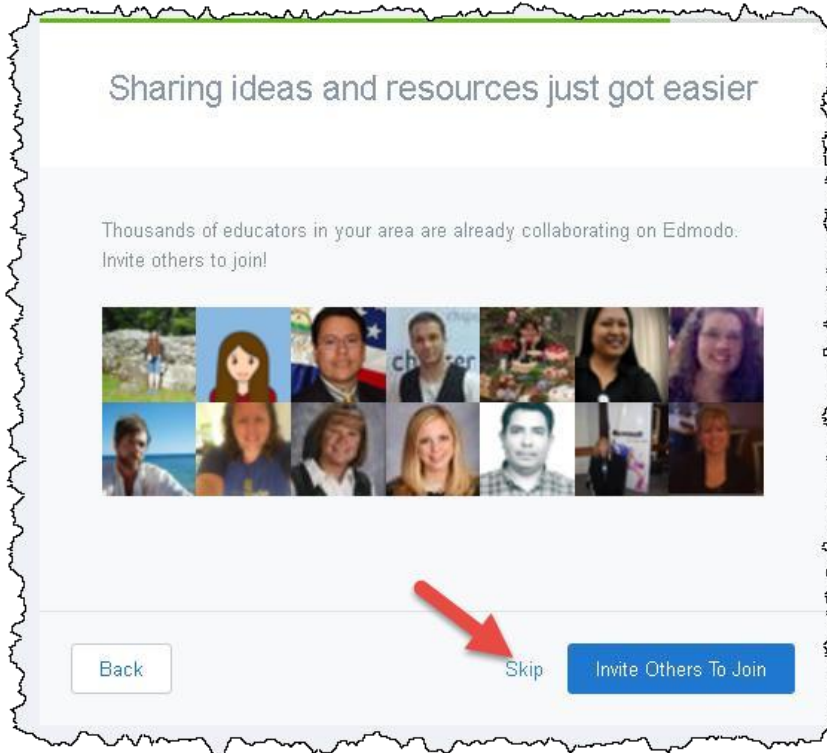 Sharing ideas and resources just got easier
Thousands of educators in your area are already collaborating on Edmodo.
Invite others to join!
Back
Skip
Invite Others To Join